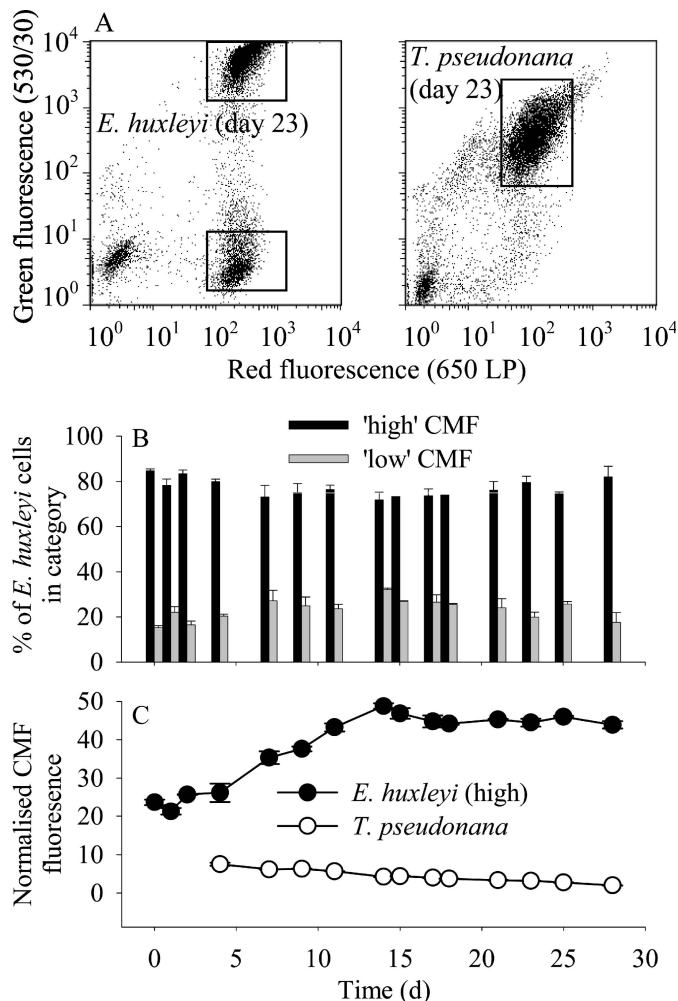 A
Green fluorescence (530/30)
10⁴
10³
10²
10¹
10⁰
E. huxleyi (day 23)
10⁰ 10¹ 10² 10³ 10⁴
T. pseudonana
(day 23)
10⁰ 10¹ 10² 10³ 10⁴
Red fluorescence (650 LP)
B
'high' CMF
'low' CMF
% of E. huxleyi cells
in category
100
80
60
40
20
0
C
Normalised CMF
fluoresence
50
40
30
20
10
0
E. huxleyi (high)
T. pseudonana
0 5 10 15 20 25 30
Time (d)